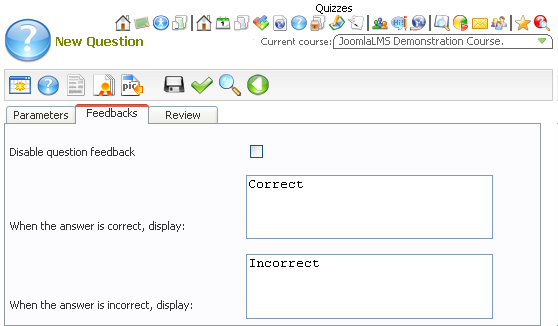 Quizzes
New Question
Current course: JoomlaLMS Demonstration Course.
pic
Parameters Feedbacks Review
Disable question feedback
Correct
When the answer is correct, display:
Incorrect
When the answer is incorrect, display: